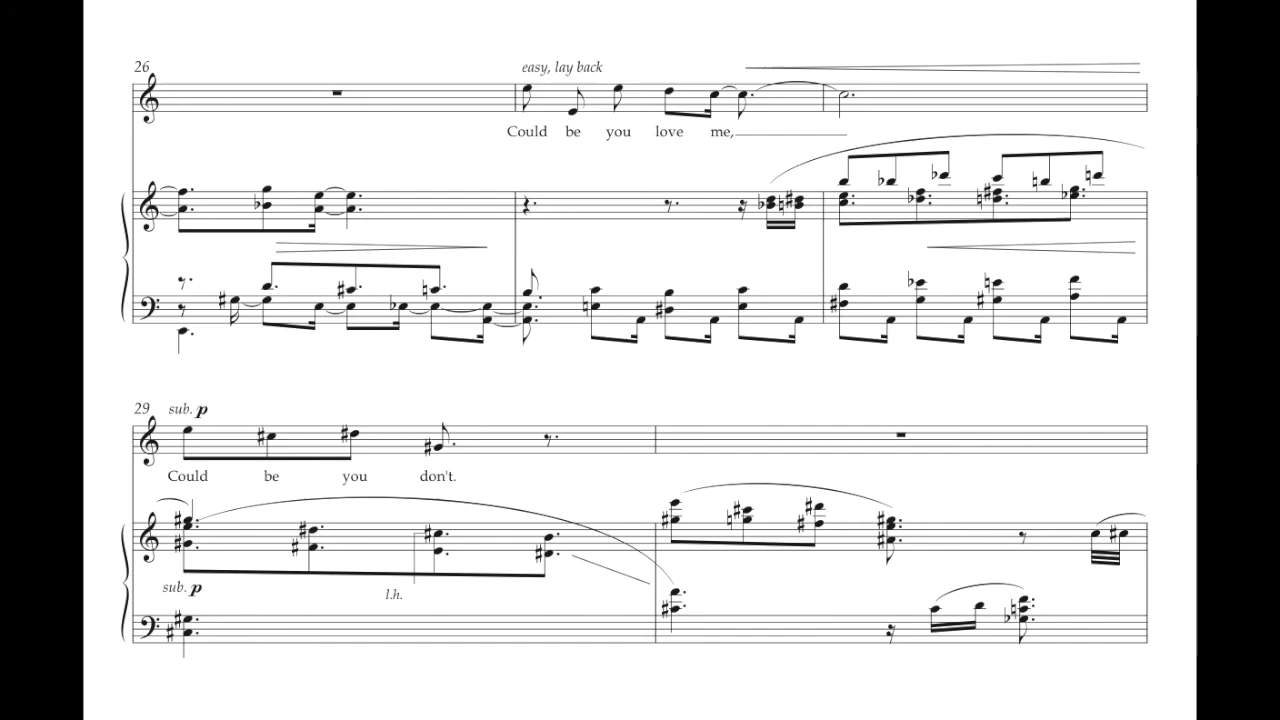 26
easy, lay back
Could be you love me,
29
sub. p
Could be you don't.
sub. p
l.h.